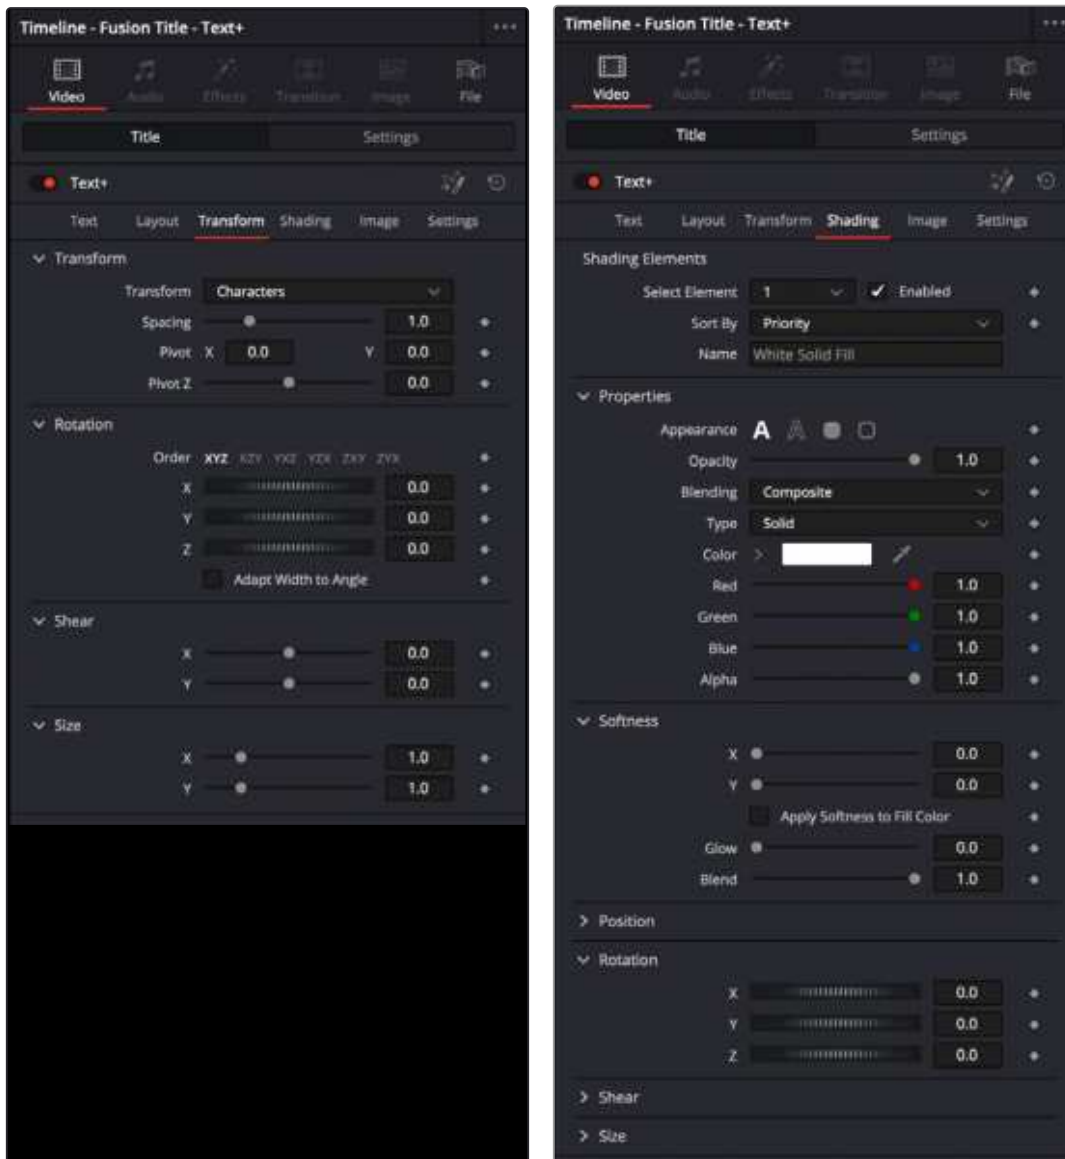 Timeline - Fusion Title - Text+
Video Audio Effects Transition Image File
Title Settings
Text+
Text Layout Transform Shading Image Settings
Transform
Transform Characters
Spacing 1.0
Pivot X 0.0 Y 0.0
Pivot Z 0.0
Rotation
Order XYZ XZY YXZ YZX ZXY ZYX
X 0.0
Y 0.0
Z 0.0
Adapt Width to Angle
Shear
X 0.0
Y 0.0
Size
X 1.0
Y 1.0
Timeline - Fusion Title - Text+
Video Audio Effects Transition Image File
Title Settings
Text+
Text Layout Transform Shading Image Settings
Shading Elements
Select Element 1 Enabled
Sort By Priority
Name White Solid Fill
Properties
Appearance A A
Opacity 1.0
Blending Composite
Type Solid
Color
Red 1.0
Green 1.0
Blue 1.0
Alpha 1.0
Softness
X 0.0
Y 0.0
Apply Softness to Fill Color
Glow 0.0
Blend 1.0
Position
Rotation
X 0.0
Y 0.0
Z 0.0
Shear
Size